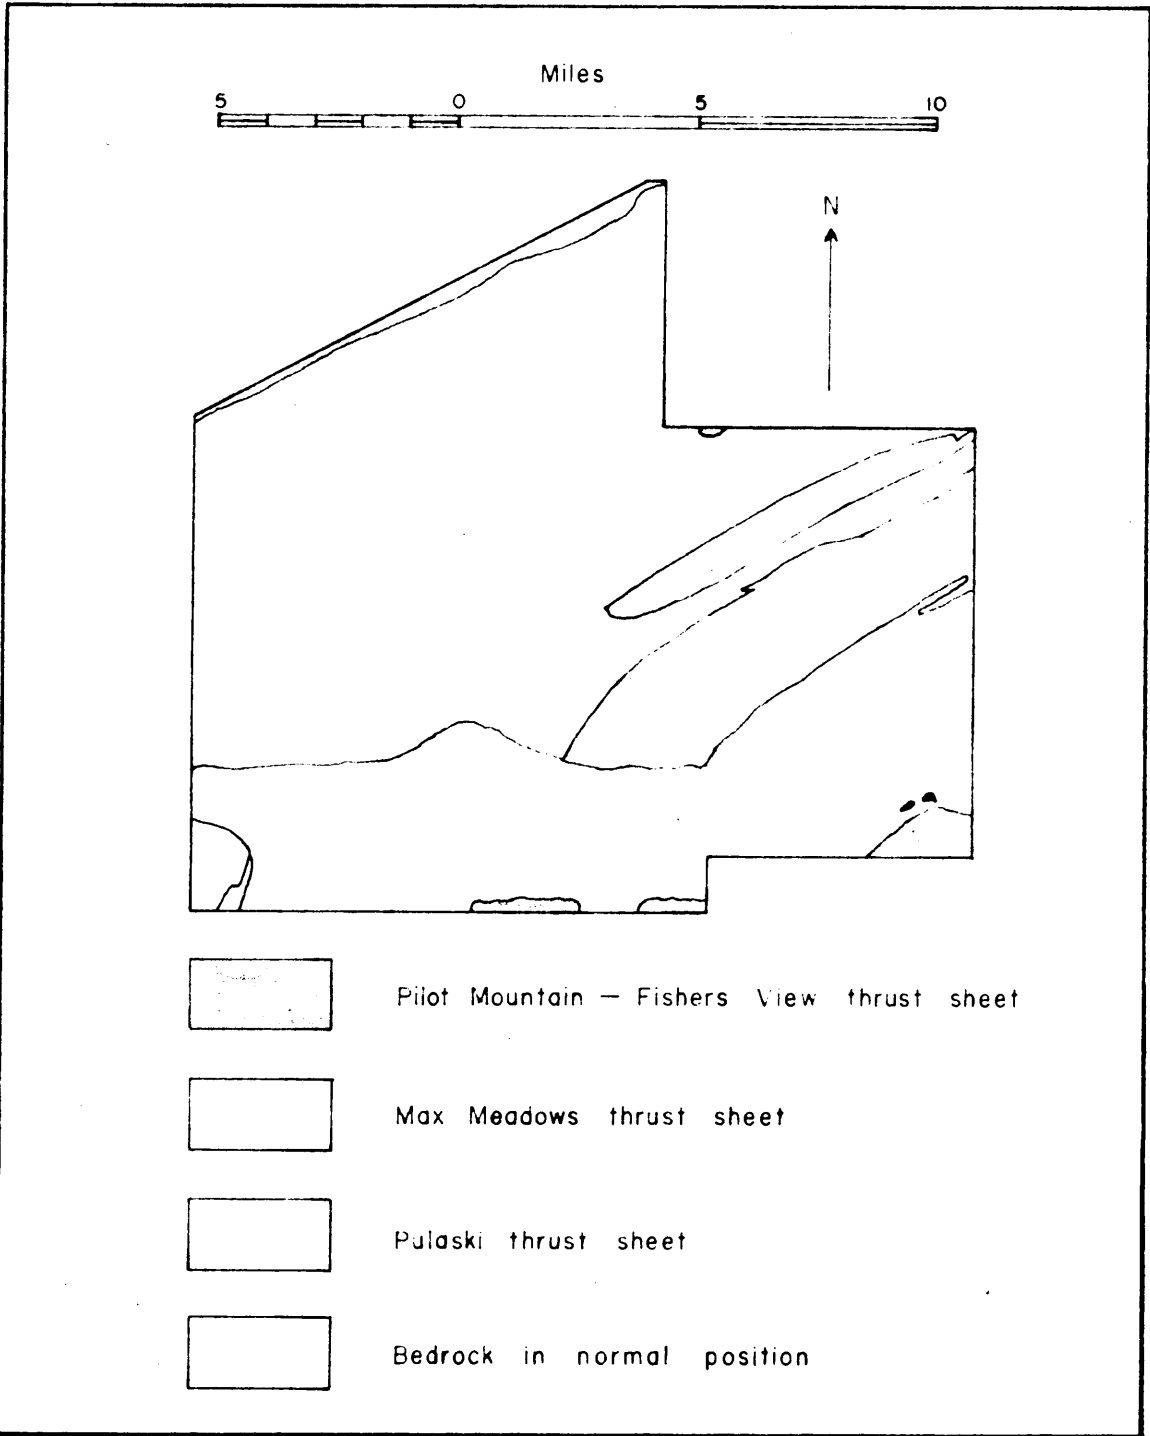 Miles
5 0 5 10
N
Pilot Mountain — Fishers View thrust sheet
Max Meadows thrust sheet
Pulaski thrust sheet
Bedrock in normal position